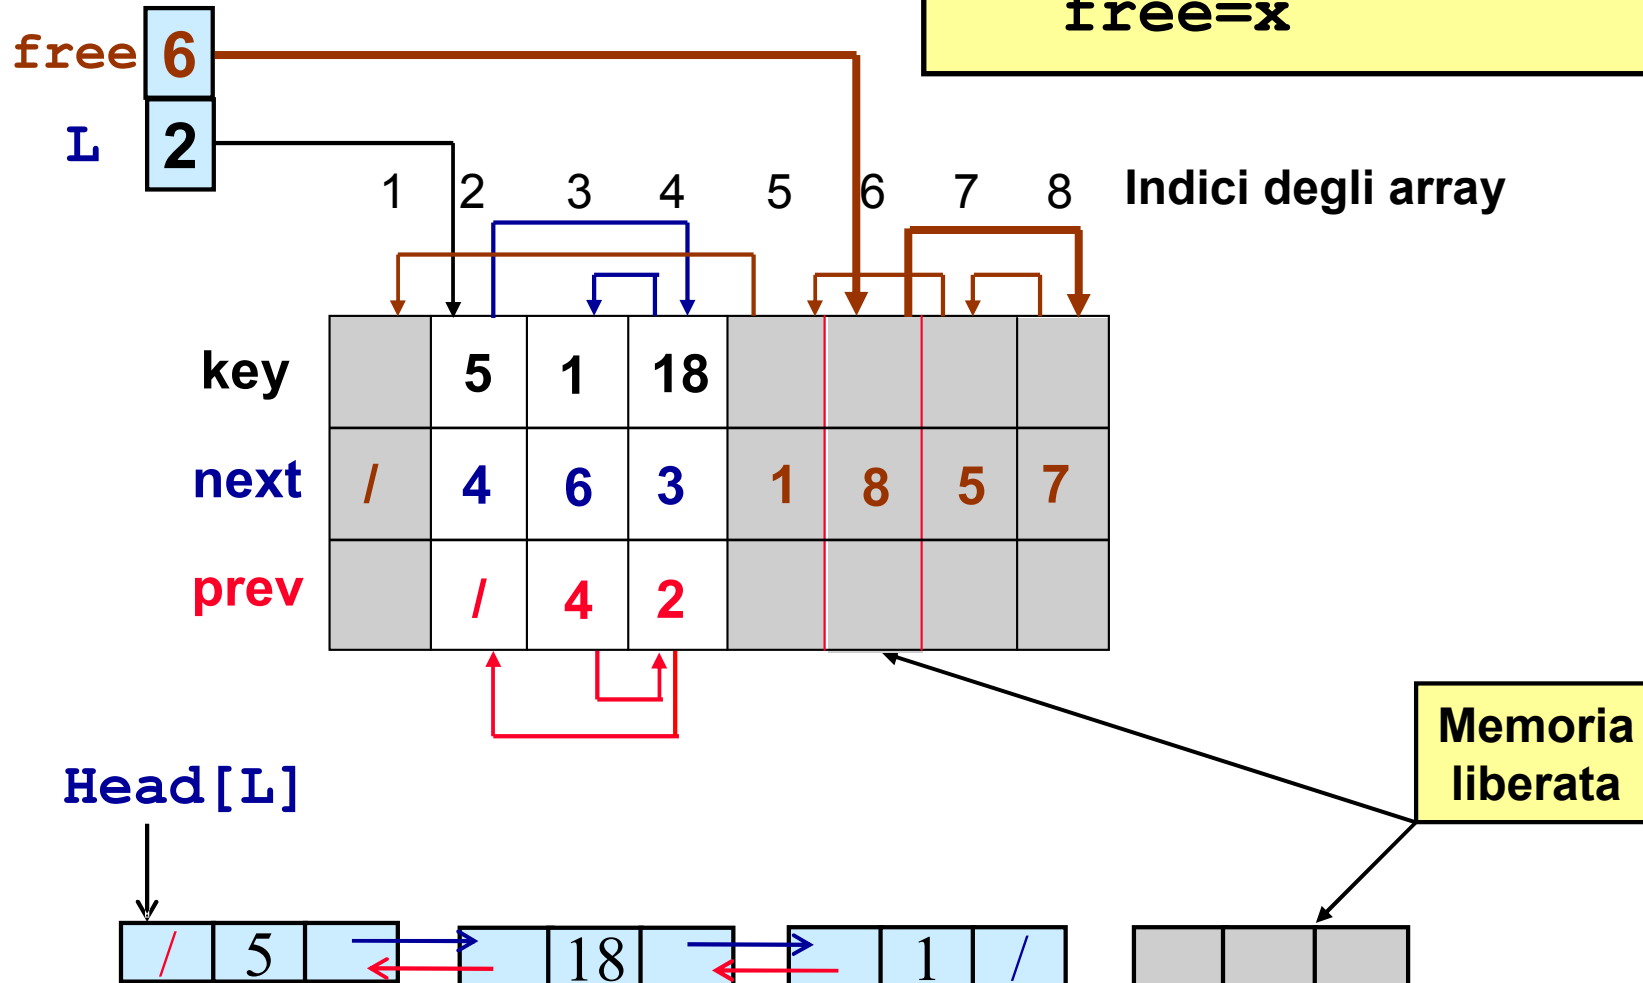 free=x
free 6
L 2
1 2 3 4 5 6 7 8 Indici degli array
key 5 1 18
next / 4 6 3 1 8 5 7
prev / 4 2
Memoria
liberata
Head[L]
/ 5 18 1 /